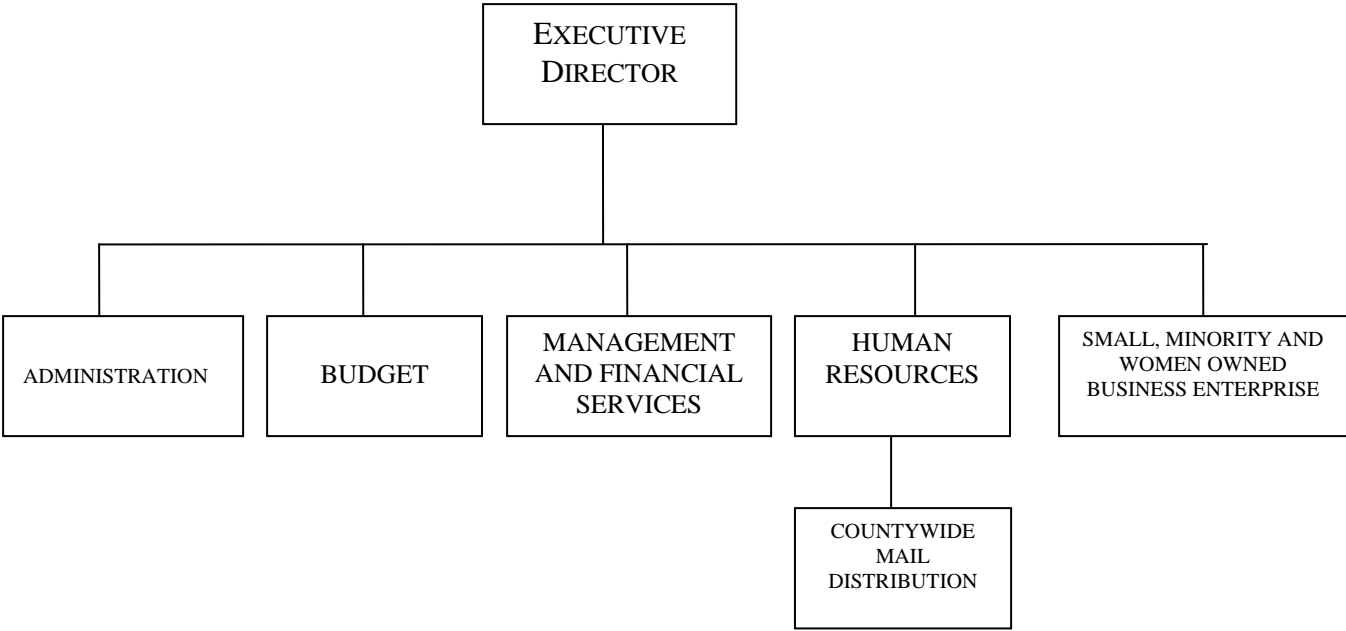 EXECUTIVE
DIRECTOR
ADMINISTRATION
BUDGET
MANAGEMENT
AND FINANCIAL
SERVICES
HUMAN
RESOURCES
SMALL, MINORITY AND
WOMEN OWNED
BUSINESS ENTERPRISE
COUNTYWIDE
MAIL
DISTRIBUTION